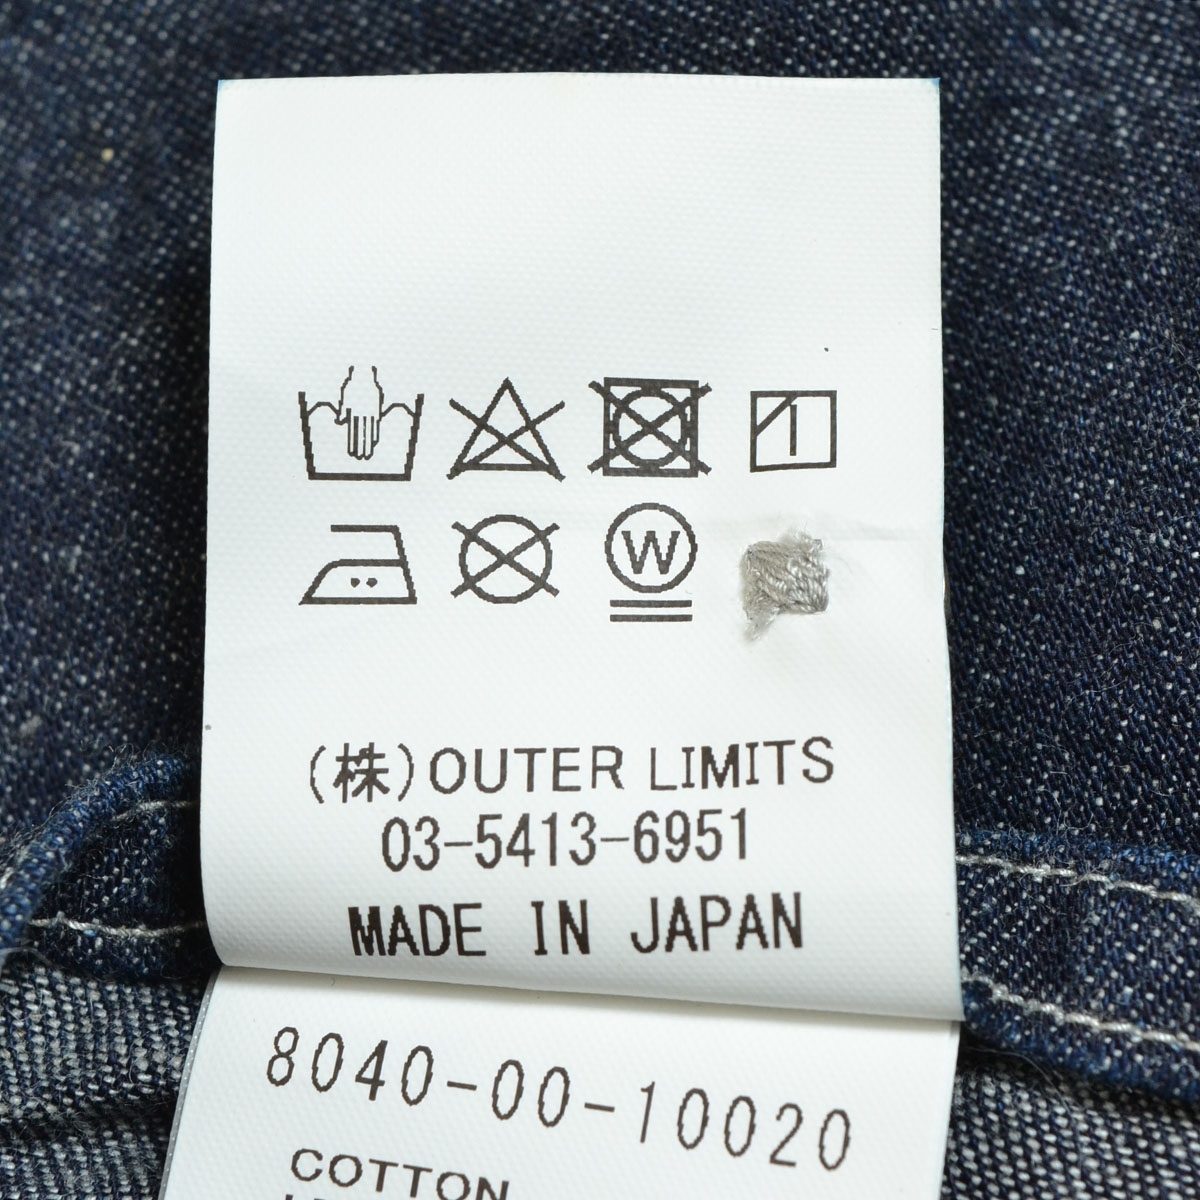 W
(株)OUTER LIMITS
03-5413-6951
MADE IN JAPAN
8040-00-10020
COTTON